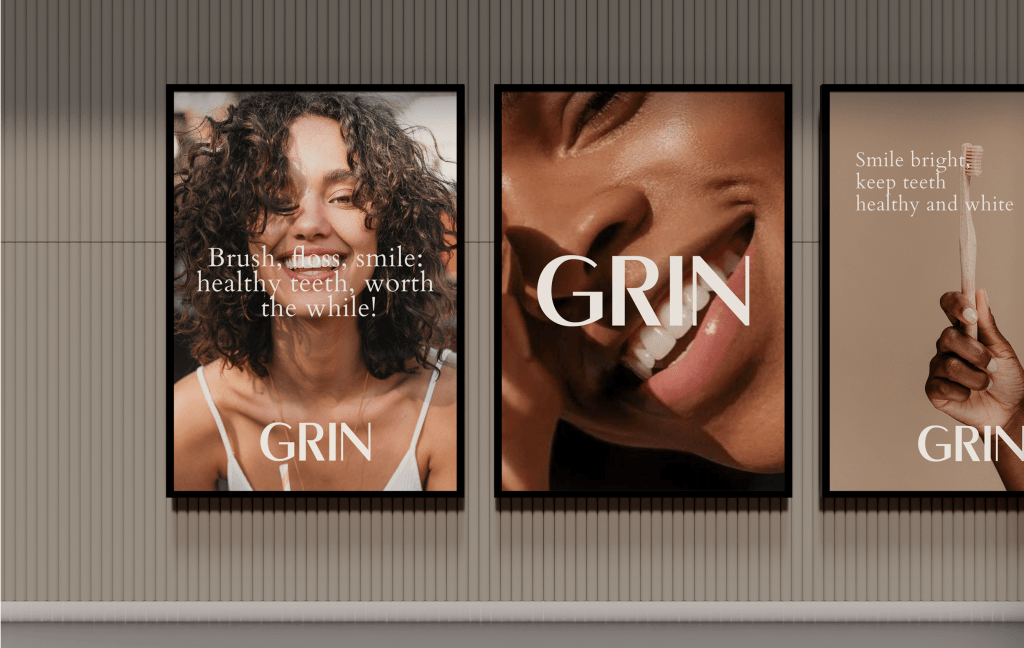 Brush, floss, smile:
healthy teeth, worth
the while!
GRIN
GRIN
Smile bright,
keep teeth
healthy and white
GRIN